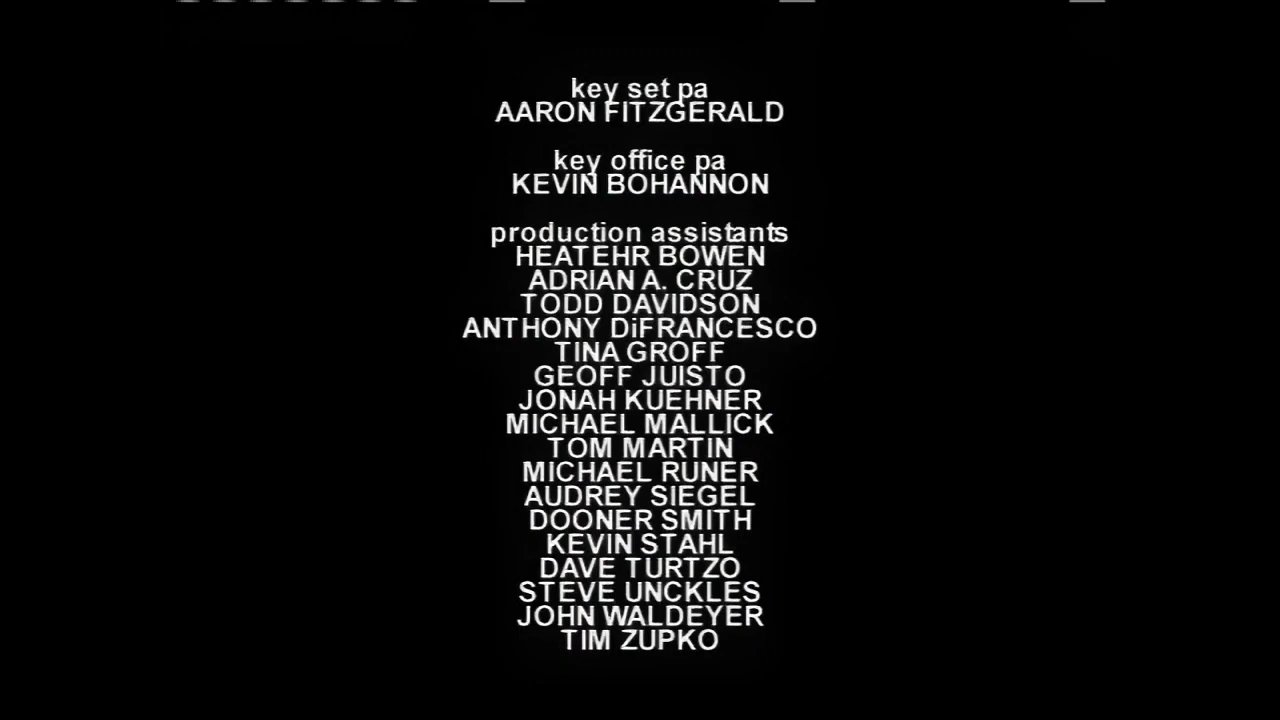 key set pa
AARON FITZGERALD
key office pa
KEVIN BOHANNON
production assistants
HEATEHR BOWEN
ADRIAN A. CRUZ
TODD DAVIDSON
ANTHONY DiFRANCESCO
TINA GROFF
GEOFF JUISTO
JONAH KUEHNER
MICHAEL MALLICK
TOM MARTIN
MICHAEL RUNER
AUDREY SIEGEL
DOONER SMITH
KEVIN STAHL
DAVE TURTZO
STEVE UNCKLES
JOHN WALDEYER
TIM ZUPKO